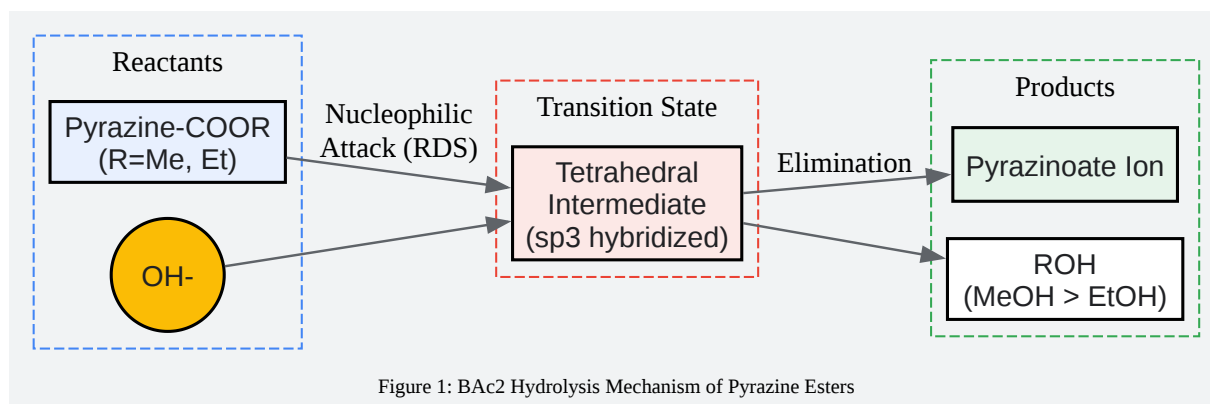 Reactants
Pyrazine-COOR
(R=Me, Et)
OH-
Nucleophilic
Attack (RDS)
Transition State
Tetrahedral
Intermediate
(sp3 hybridized)
Elimination
Products
Pyrazinoate Ion
ROH
(MeOH > EtOH)
Figure 1: BAc2 Hydrolysis Mechanism of Pyrazine Esters